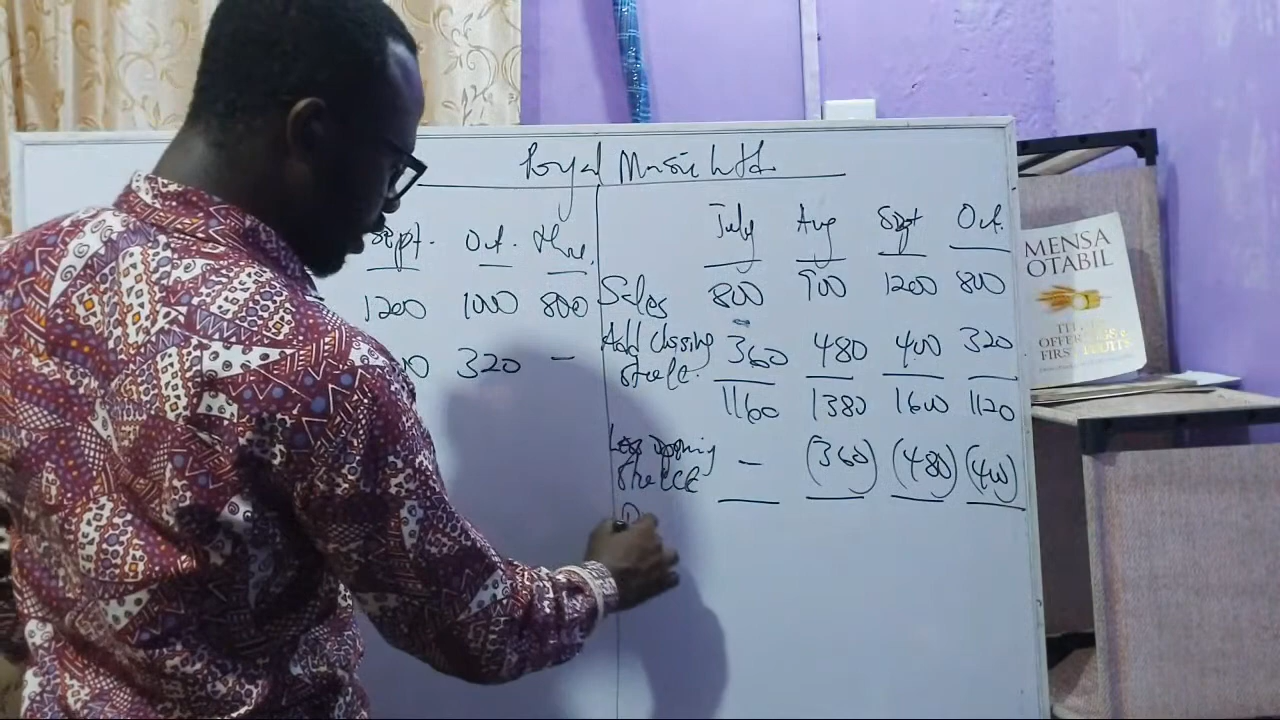 Royal Music Ltd
Sept. Oct.
1200 1000 800
320 –
July Aug Sept Oct.
Sales 800 900 1200 800
Add closing 360 480 400 320
Stock.
1160 1380 1600 1120
Less opening – (360) (480) (400)
Stock
MENSA
OTABIL